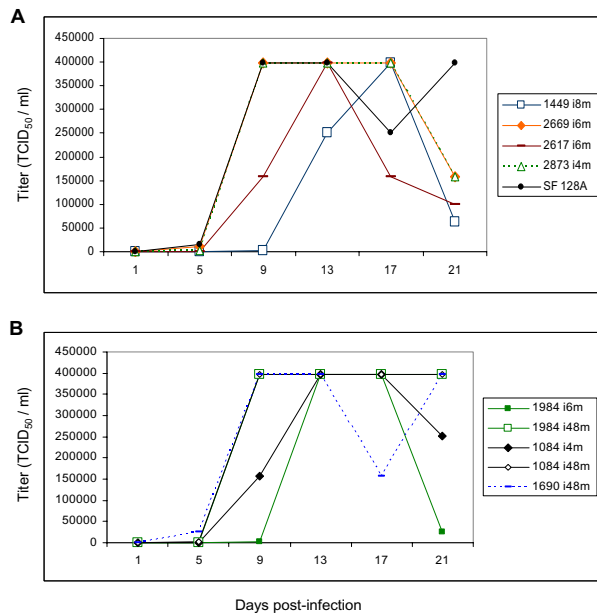 A
450000
400000
350000
300000
250000
200000
150000
100000
50000
0
Titer (TCID50 / ml)
1 5 9 13 17 21
1449 i8m
2669 i6m
2617 i6m
2873 i4m
SF 128A
B
450000
400000
350000
300000
250000
200000
150000
100000
50000
0
Titer (TCID50 / ml)
1 5 9 13 17 21
1984 i6m
1984 i48m
1084 i4m
1084 i48m
1690 i48m
Days post-infection